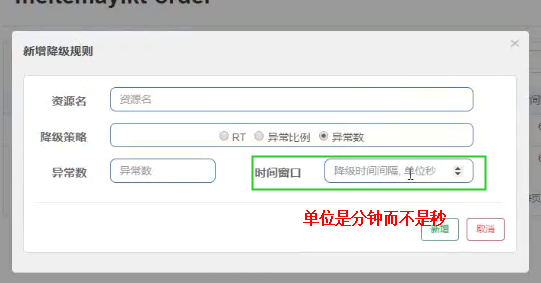 meitemayikt-order
新增降级规则
×
资源名 资源名
降级策略 RT 异常比例 异常数
异常数 异常数 时间窗口 降级时间间隔, 单位秒
单位是分钟而不是秒
新增 取消